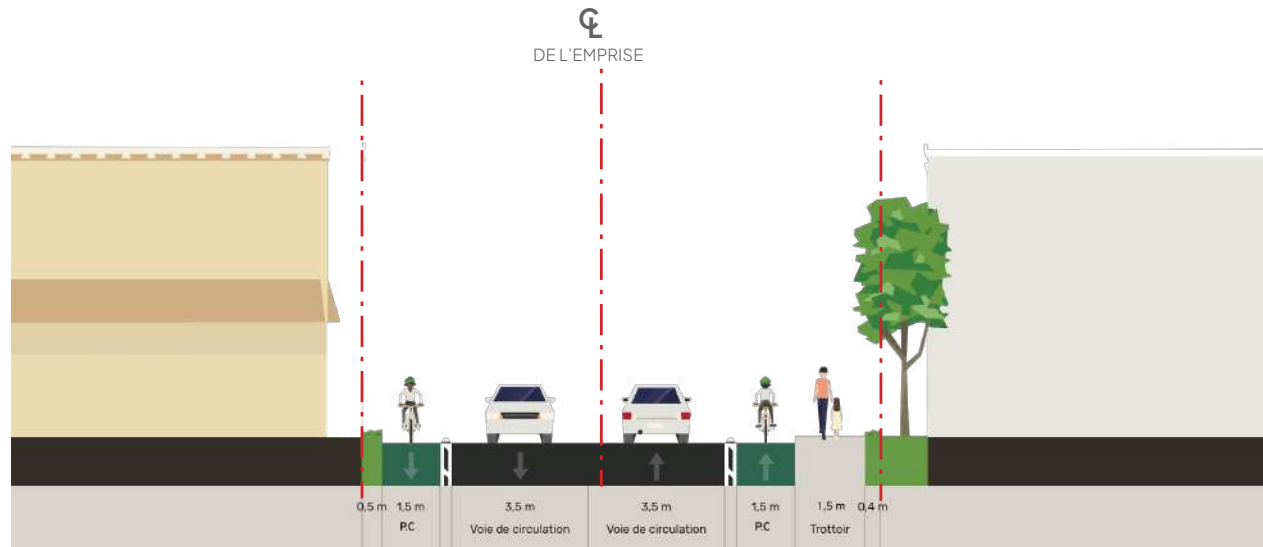 ℄
DE L'EMPRISE
0,5 m 1,5 m 3,5 m 3,5 m 1,5 m 1,5 m 0,4 m
P.C Voie de circulation Voie de circulation P.C Trottoir